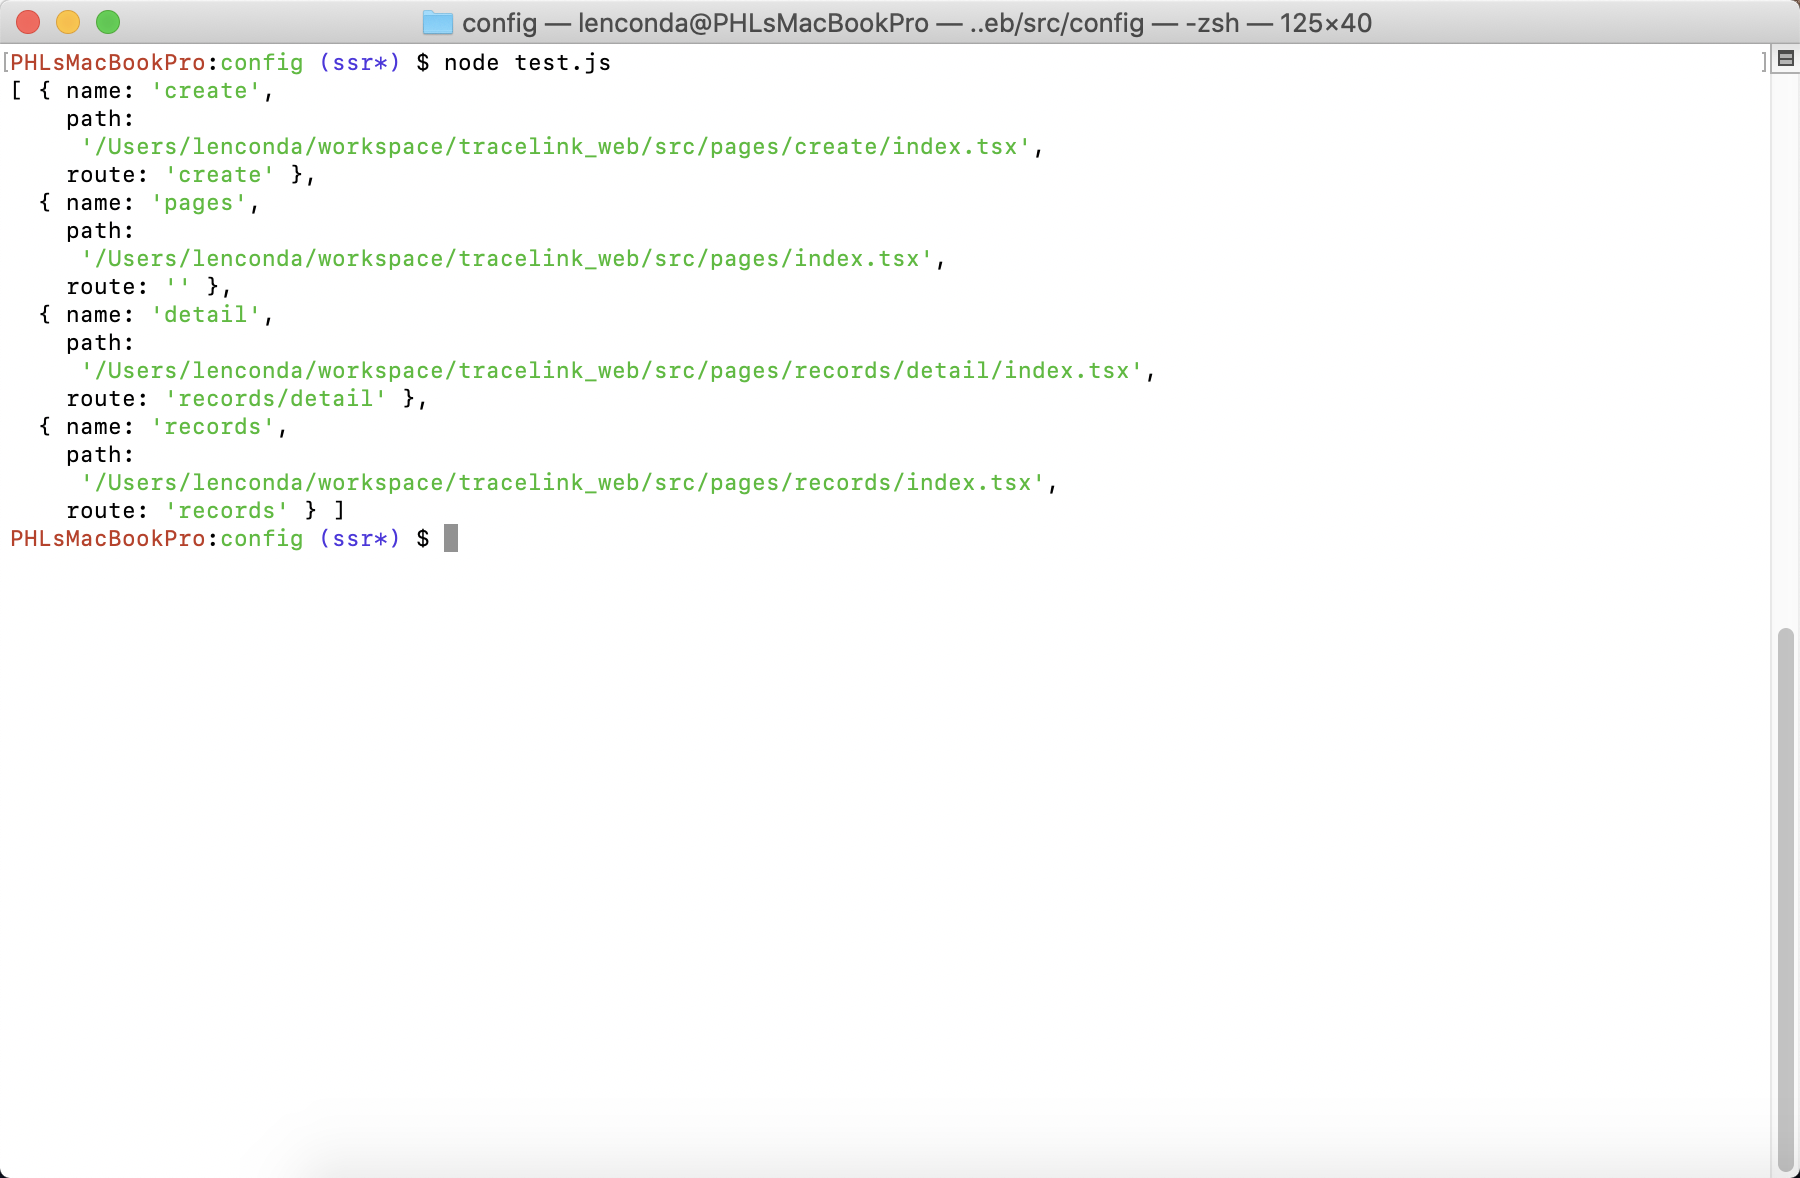 config — lenconda@PHLsMacBookPro — ..eb/src/config — -zsh — 125×40
[PHLsMacBookPro:config (ssr*) $ node test.js ]
[ { name: 'create',
    path:
     '/Users/lenconda/workspace/tracelink_web/src/pages/create/index.tsx',
    route: 'create' },
  { name: 'pages',
    path:
     '/Users/lenconda/workspace/tracelink_web/src/pages/index.tsx',
    route: '' },
  { name: 'detail',
    path:
     '/Users/lenconda/workspace/tracelink_web/src/pages/records/detail/index.tsx',
    route: 'records/detail' },
  { name: 'records',
    path:
     '/Users/lenconda/workspace/tracelink_web/src/pages/records/index.tsx',
    route: 'records' } ]
PHLsMacBookPro:config (ssr*) $